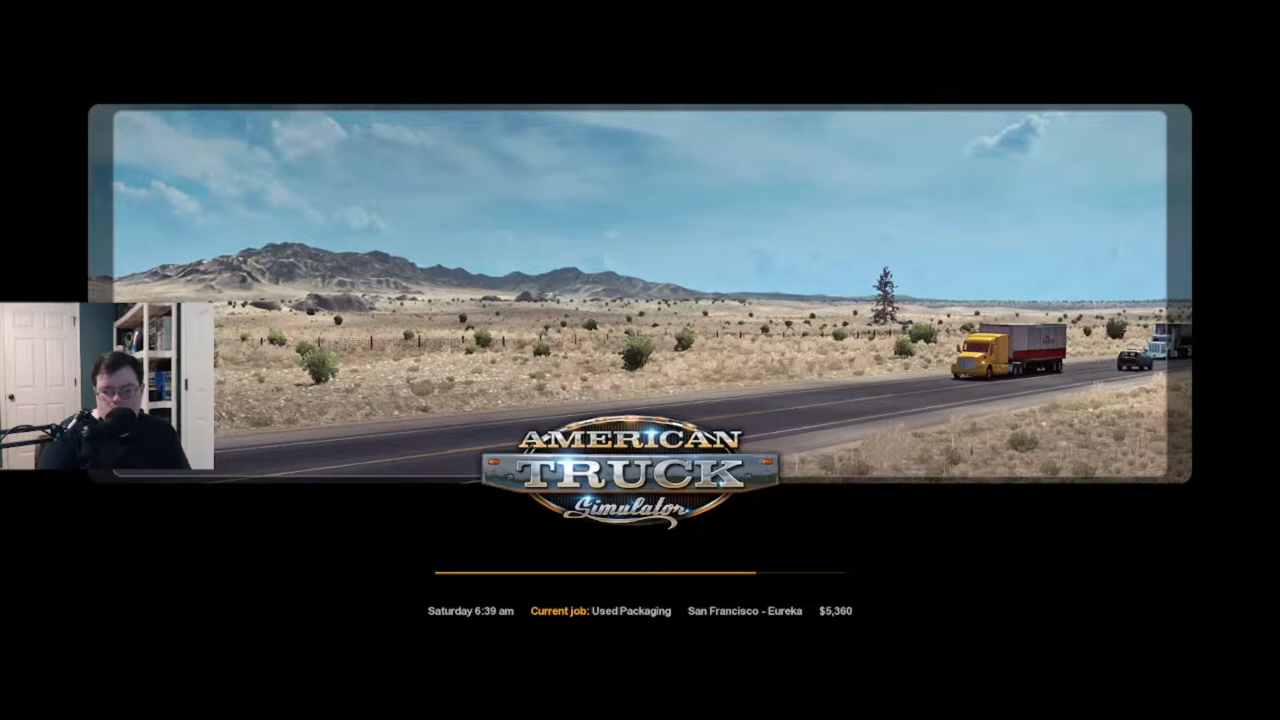 AMERICAN
TRUCK
Simulator
Saturday 6:39 am Current job: Used Packaging San Francisco - Eureka $5,360